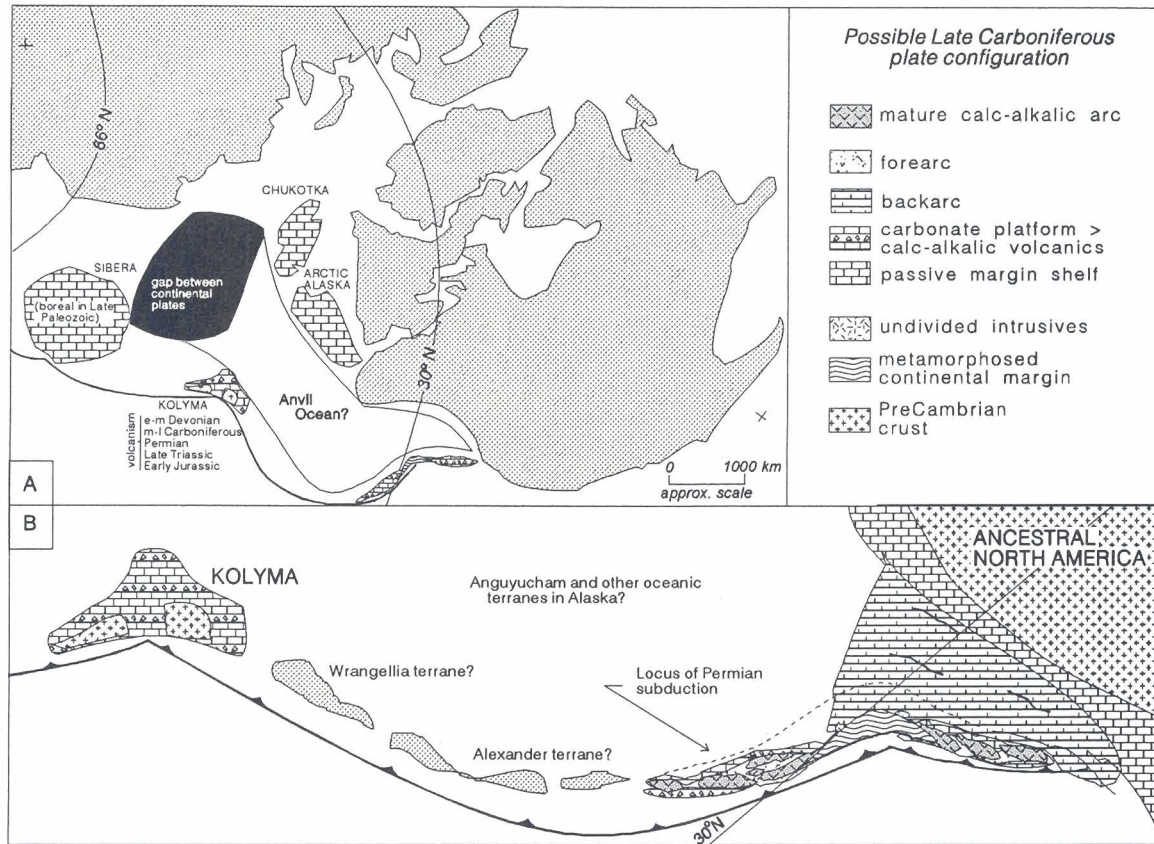 66° N
CHUKOTKA
SIBERA
gap between
continental
plates
ARCTIC
ALASKA
(boreal in Late
Paleozoic)
30° N
Anvil
Ocean?
KOLYMA
volcanism
e-m Devonian
m-l Carboniferous
Permian
Late Triassic
Early Jurassic
0 1000 km
approx. scale
A
Possible Late Carboniferous
plate configuration
mature calc-alkalic arc
forearc
backarc
carbonate platform >
calc-alkalic volcanics
passive margin shelf
undivided intrusives
metamorphosed
continental margin
PreCambrian
crust
B
KOLYMA
Anguyucham and other oceanic
terranes in Alaska?
ANCESTRAL
NORTH AMERICA
Wrangellia terrane?
Locus of Permian
subduction
Alexander terrane?
30°N